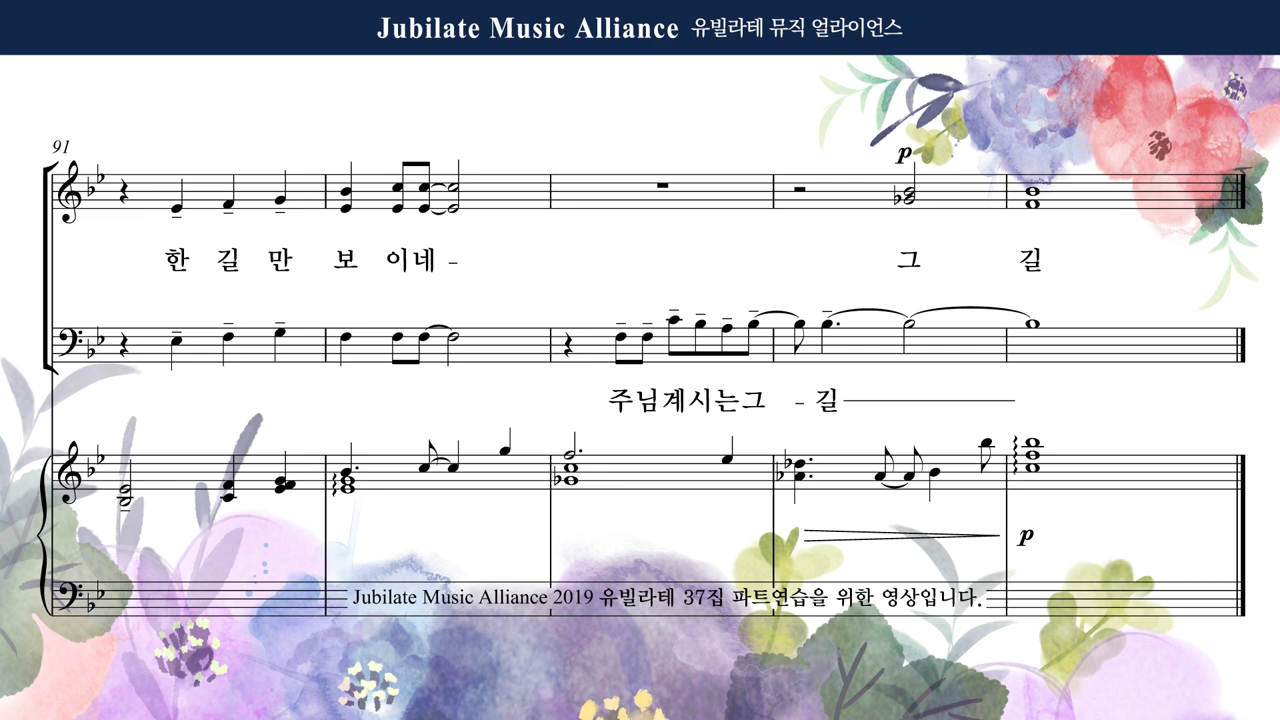 Jubilate Music Alliance 유빌라테 뮤직 얼라이언스
91
p
한 길 만 보 이네 - 그 길
주님계시는그 - 길
p
Jubilate Music Alliance 2019 유빌라테 37집 파트연습을 위한 영상입니다.